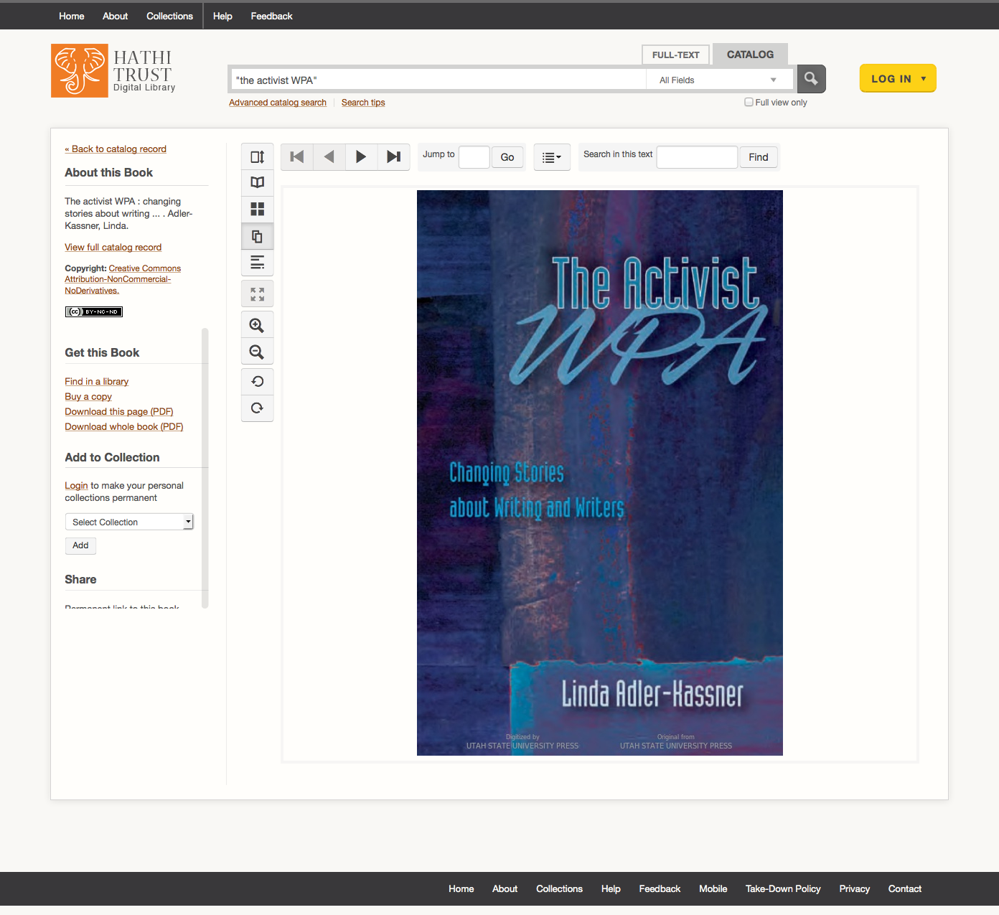 Home About Collections Help Feedback
HATHI
TRUST
Digital Library
FULL-TEXT CATALOG
"the activist WPA" All Fields
LOG IN
Advanced catalog search Search tips Full view only
« Back to catalog record
About this Book
The activist WPA : changing
stories about writing ... . Adler-
Kassner, Linda.
View full catalog record
Copyright: Creative Commons
Attribution-NonCommercial-
NoDerivatives.
(cc) BY-NC-ND
Get this Book
Find in a library
Buy a copy
Download this page (PDF)
Download whole book (PDF)
Add to Collection
Login to make your personal
collections permanent
Select Collection
Add
Share
Permanent link to this book
Jump to Go Search in this text Find
The Activist
WPA
Changing Stories
about Writing and Writers
Linda Adler-Kassner
Digitized by
UTAH STATE UNIVERSITY PRESS
Original from
UTAH STATE UNIVERSITY PRESS
Home About Collections Help Feedback Mobile Take-Down Policy Privacy Contact